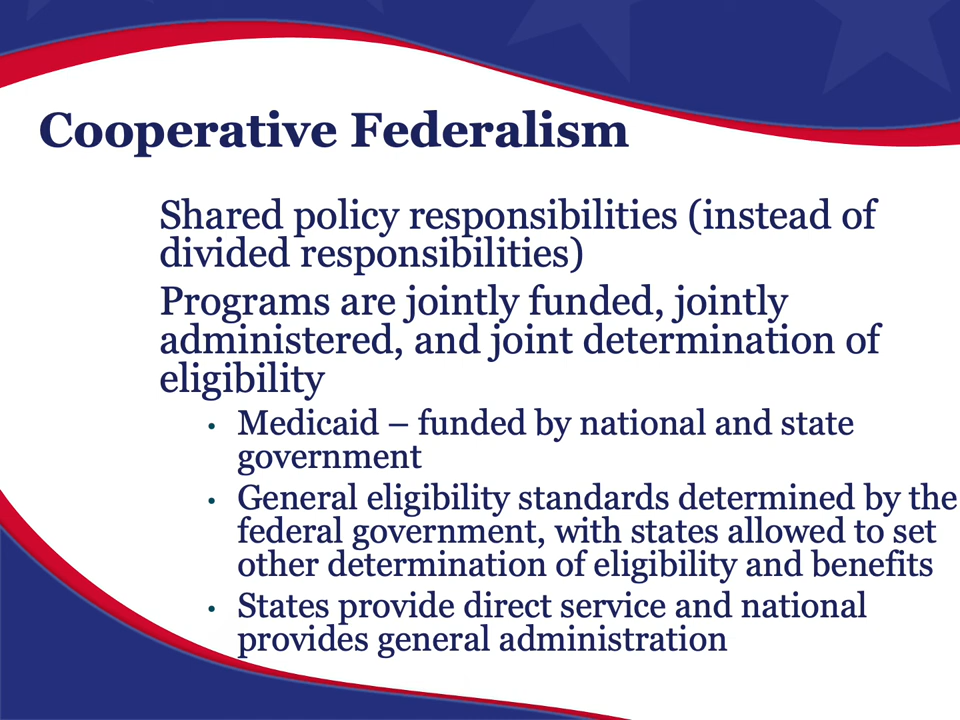 Cooperative Federalism
Shared policy responsibilities (instead of
divided responsibilities)
Programs are jointly funded, jointly
administered, and joint determination of
eligibility
• Medicaid – funded by national and state
government
• General eligibility standards determined by the
federal government, with states allowed to set
other determination of eligibility and benefits
• States provide direct service and national
provides general administration